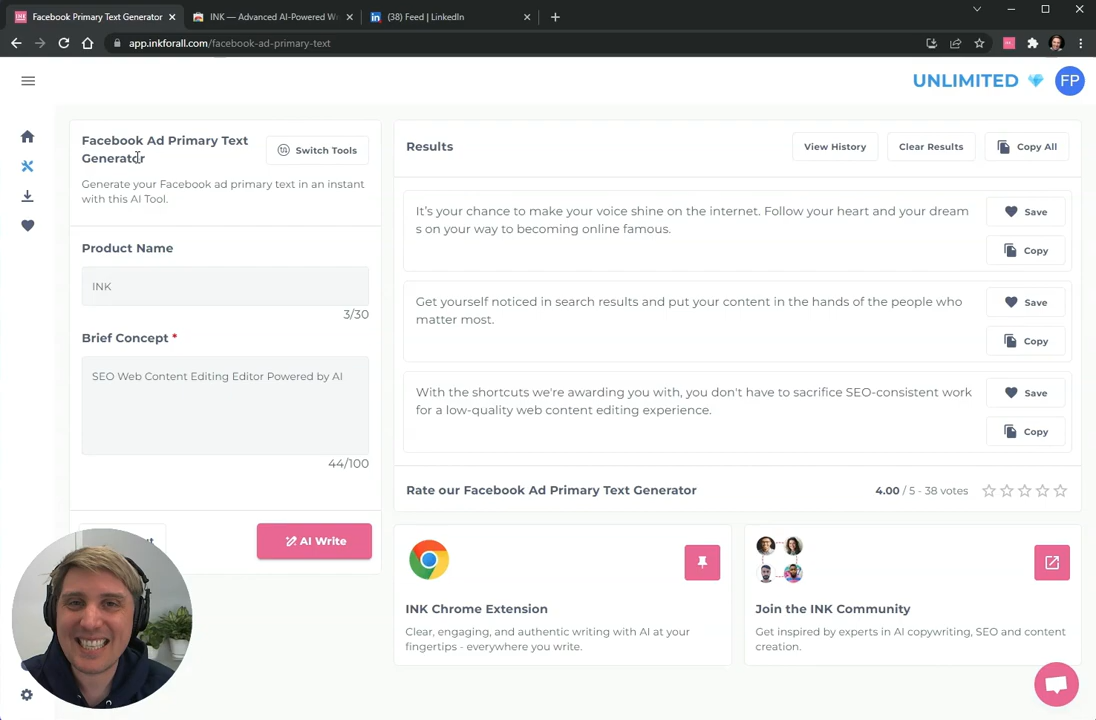 Facebook Primary Text Generator
INK — Advanced AI-Powered W
(38) Feed | LinkedIn
app.inkforall.com/facebook-ad-primary-text
UNLIMITED
FP
Facebook Ad Primary Text
Generator
Switch Tools
Generate your Facebook ad primary text in an instant
with this AI Tool.
Product Name
INK
3/30
Brief Concept *
SEO Web Content Editing Editor Powered by AI
44/100
AI Write
Results
View History
Clear Results
Copy All
It's your chance to make your voice shine on the internet. Follow your heart and your dream
s on your way to becoming online famous.
Save
Copy
Get yourself noticed in search results and put your content in the hands of the people who
matter most.
Save
Copy
With the shortcuts we're awarding you with, you don't have to sacrifice SEO-consistent work
for a low-quality web content editing experience.
Save
Copy
Rate our Facebook Ad Primary Text Generator
4.00 / 5 - 38 votes
INK Chrome Extension
Clear, engaging, and authentic writing with AI at your
fingertips - everywhere you write.
Join the INK Community
Get inspired by experts in AI copywriting, SEO and content
creation.